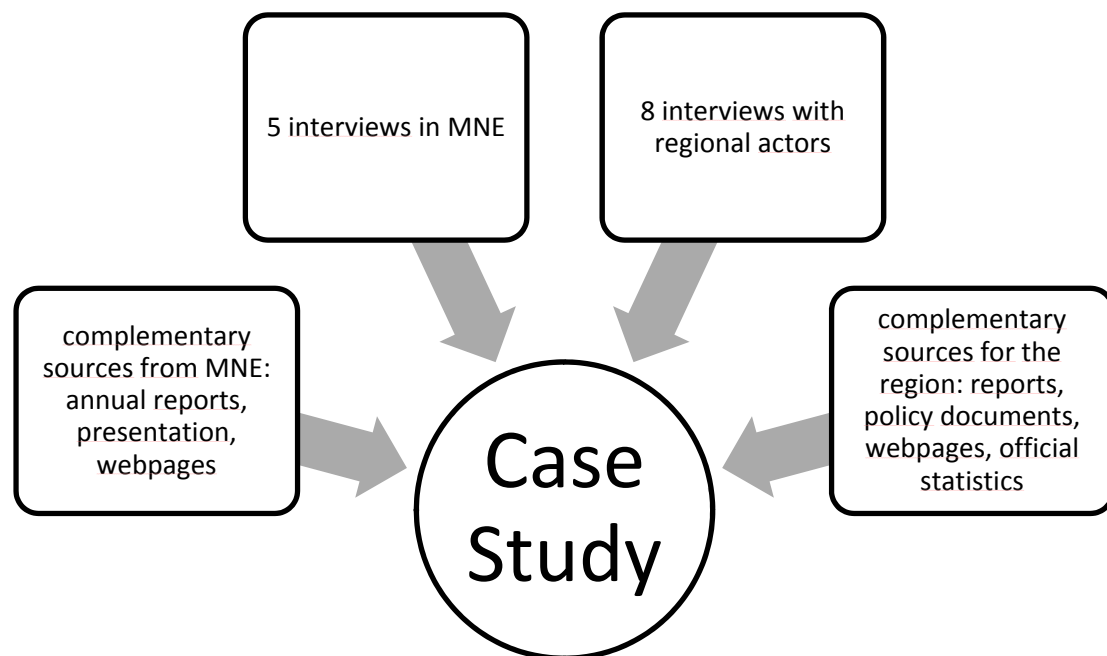 5 interviews in MNE
8 interviews with
regional actors
complementary
sources from MNE:
annual reports,
presentation,
webpages
complementary
sources for the
region: reports,
policy documents,
webpages, official
statistics
Case
Study